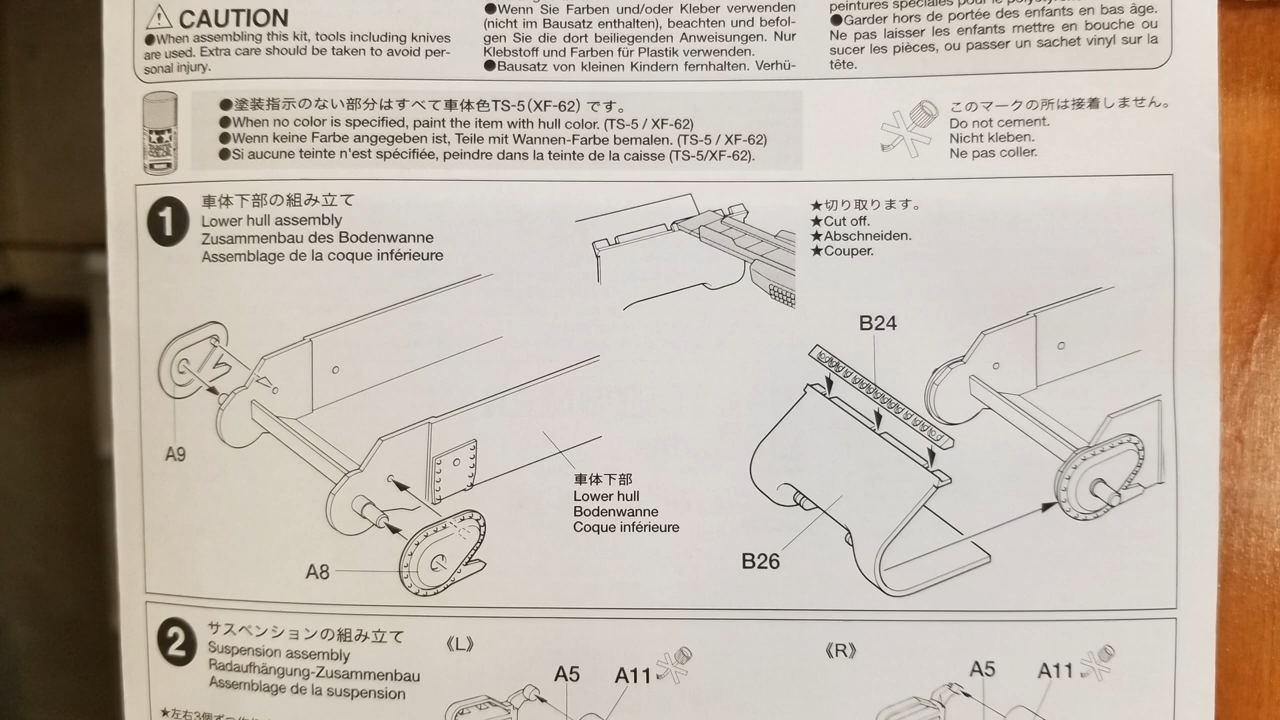 CAUTION
●When assembling this kit, tools including knives
are used. Extra care should be taken to avoid per-
sonal injury.
●Wenn Sie Farben und/oder Kleber verwenden
(nicht im Bausatz enthalten), beachten und befol-
gen Sie die dort beiliegenden Anweisungen. Nur
Klebstoff und Farben für Plastik verwenden.
●Bausatz von kleinen Kindern fernhalten. Verhü-
peintures spéciales pour le
●Garder hors de portée des enfants en bas âge.
Ne pas laisser les enfants mettre en bouche ou
sucer les pièces, ou passer un sachet vinyl sur la
tête.
●塗装指示のない部分はすべて車体色TS-5(XF-62)です。
●When no color is specified, paint the item with hull color. (TS-5 / XF-62)
●Wenn keine Farbe angegeben ist, Teile mit Wannen-Farbe bemalen. (TS-5 / XF-62)
●Si aucune teinte n'est spécifiée, peindre dans la teinte de la caisse (TS-5/XF-62).
このマークの所は接着しません。
Do not cement.
Nicht kleben.
Ne pas coller.
1
車体下部の組み立て
Lower hull assembly
Zusammenbau des Bodenwanne
Assemblage de la coque inférieure
★切り取ります。
★Cut off.
★Abschneiden.
★Couper.
B24
A9
車体下部
Lower hull
Bodenwanne
Coque inférieure
A8
B26
2
サスペンションの組み立て
Suspension assembly
Radaufhängung-Zusammenbau
Assemblage de la suspension
《L》
A5
A11
《R》
A5
A11
★左右3個ずつ